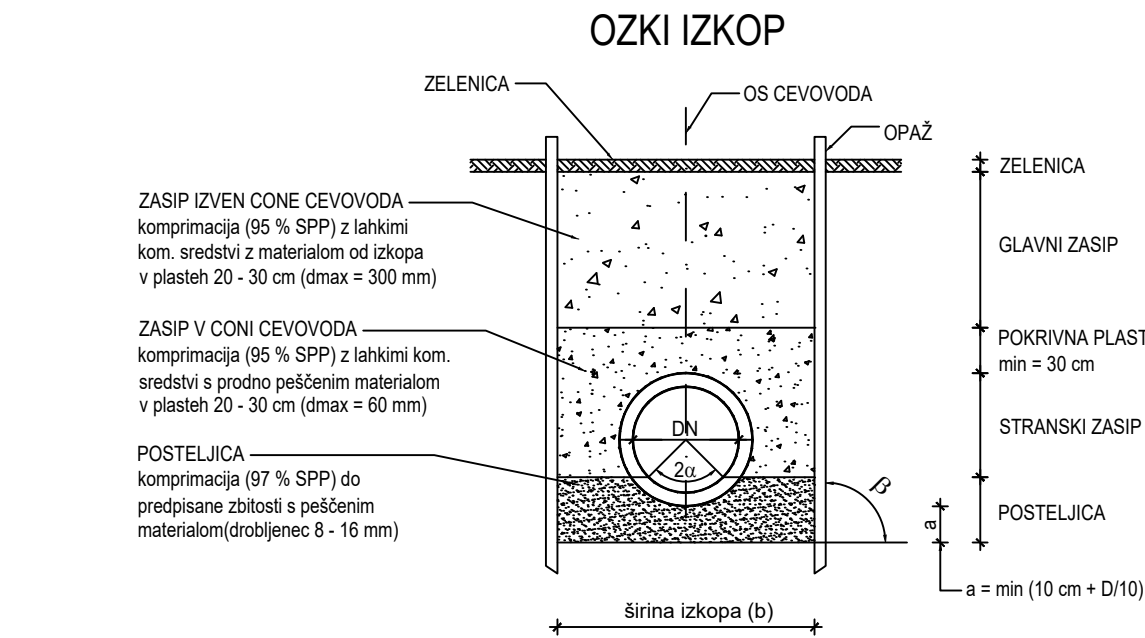 OZKI IZKOP
ZELENICA
OS CEVOVODA
OPAŽ
ZASIP IZVEN CONE CEVOVODA
komprimacija (95 % SPP) z lahkimi
kom. sredstvi z materialom od izkopa
v plasteh 20 - 30 cm (dmax = 300 mm)
ZASIP V CONI CEVOVODA
komprimacija (95 % SPP) z lahkimi kom.
sredstvi s prodno peščenim materialom
v plasteh 20 - 30 cm (dmax = 60 mm)
POSTELJICA
komprimacija (97 % SPP) do
predpisane zbitosti s peščenim
materialom(drobljenec 8 - 16 mm)
DN
2α
β
a
ZELENICA
GLAVNI ZASIP
POKRIVNA PLAST
min = 30 cm
STRANSKI ZASIP
POSTELJICA
a = min (10 cm + D/10)
širina izkopa (b)